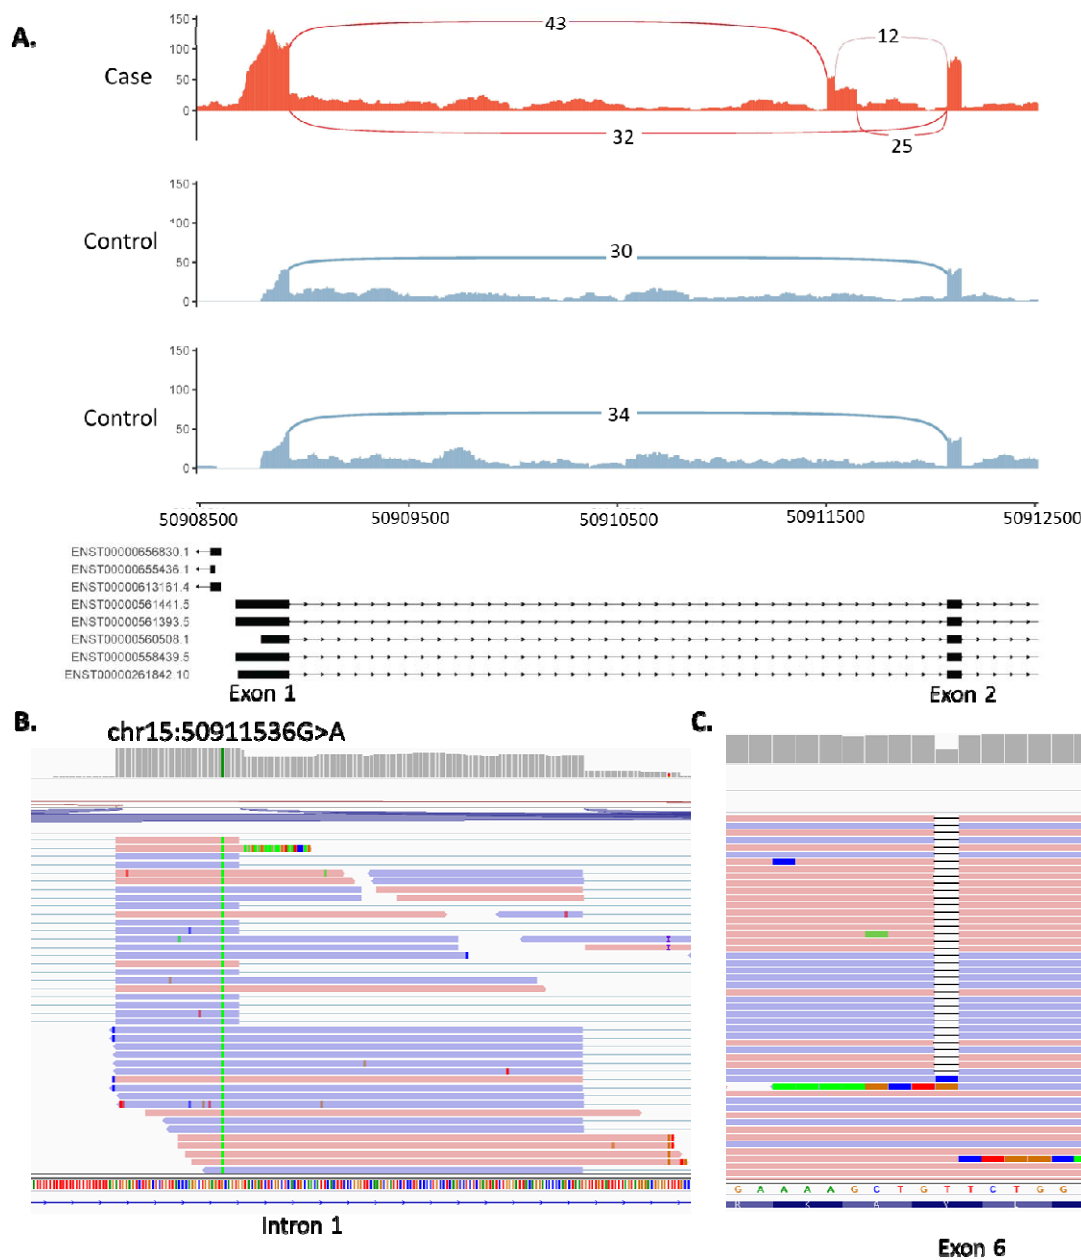 A.
Case
150
100
50
0
43
12
32
25
Control
150
100
50
0
30
Control
150
100
50
0
34
50908500 50909500 50910500 50911500 50912500
ENST00000656830.1
ENST00000655436.1
ENST00000613161.4
ENST00000561441.5
ENST00000561393.5
ENST00000560508.1
ENST00000558439.5
ENST00000261842.10
Exon 1 Exon 2
B. C.
chr15:50911536G>A
G A A A A G C T G T T C T G G
Intron 1
Exon 6